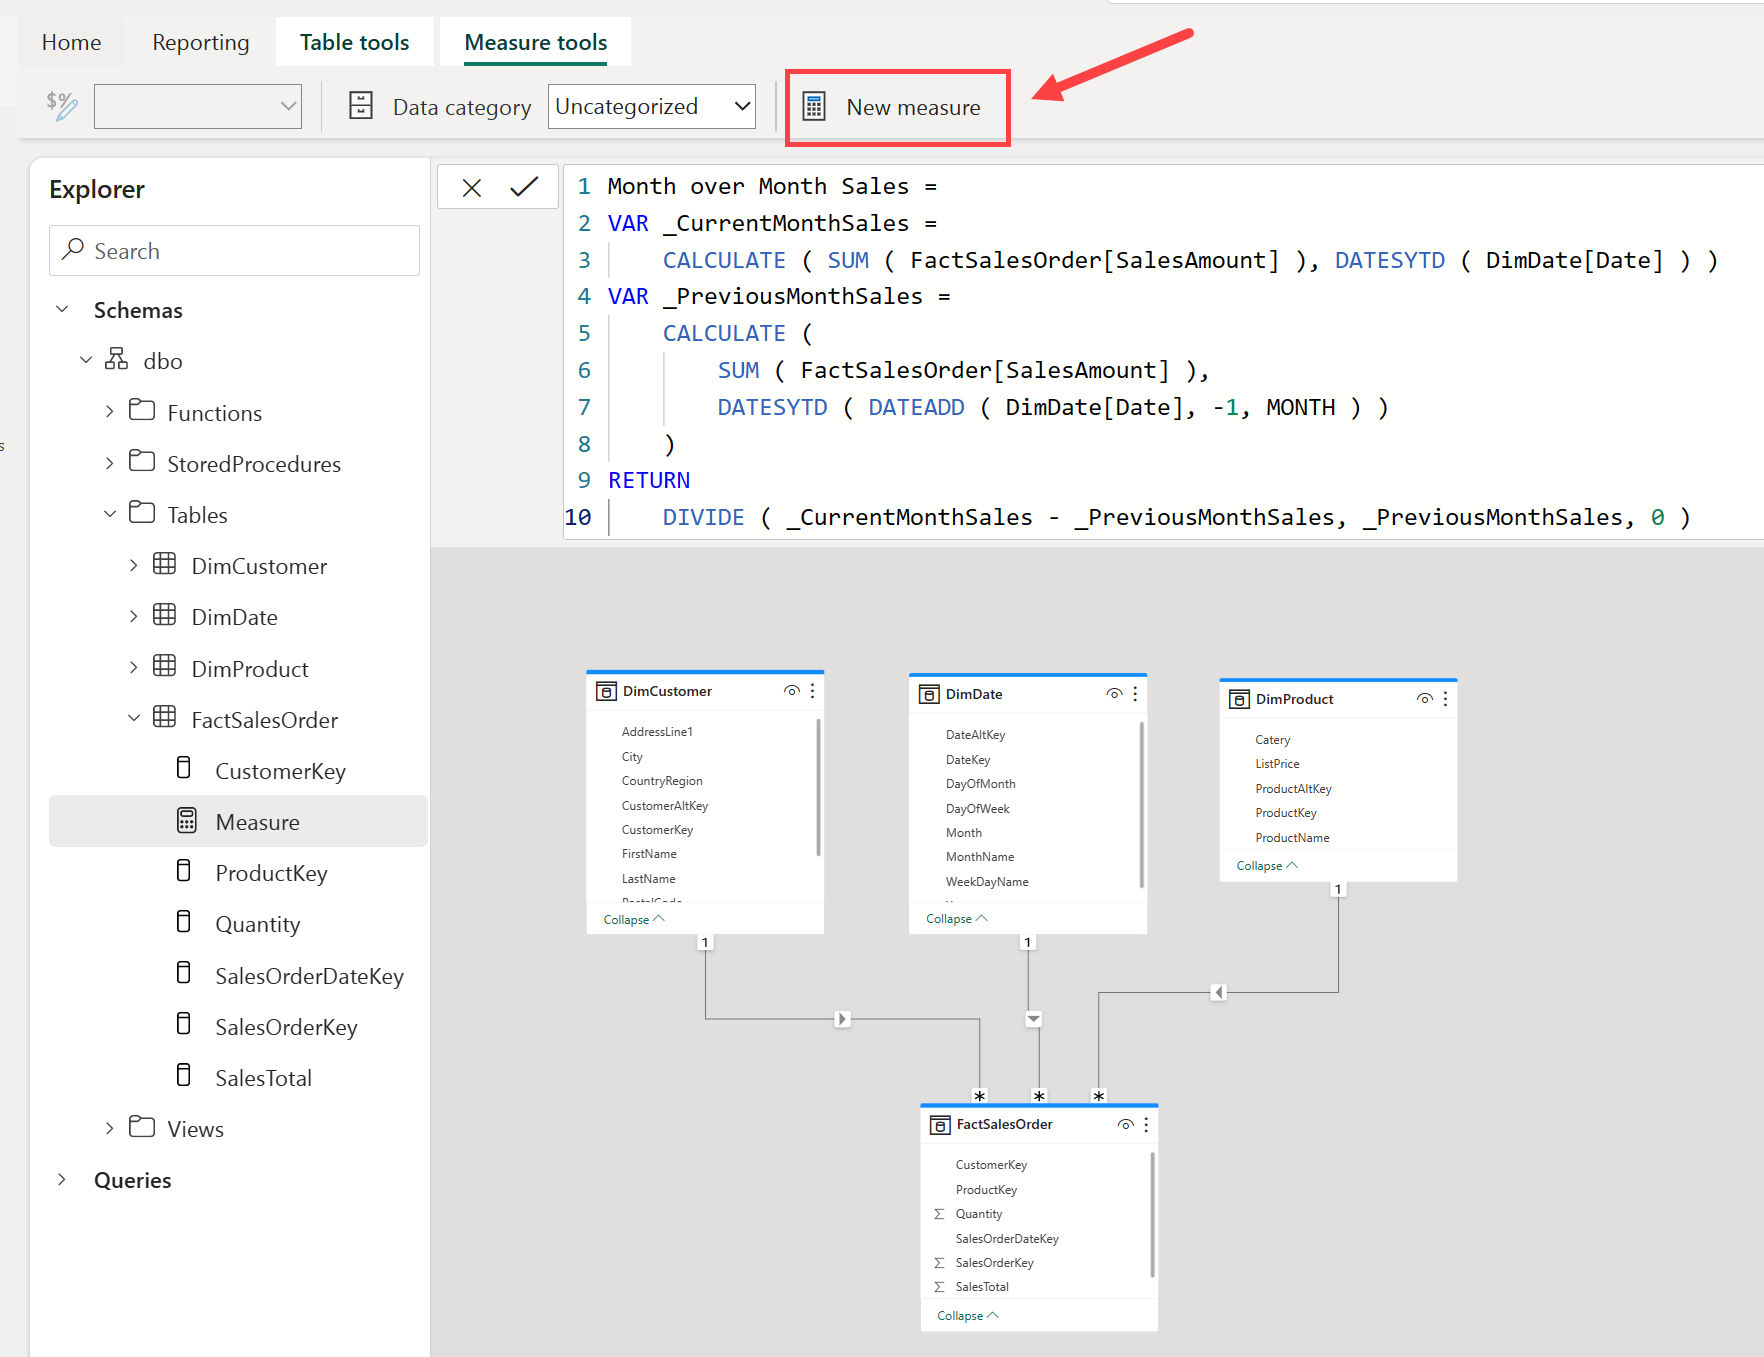 Home
Reporting
Table tools
Measure tools
$%
Data category
Uncategorized
New measure
Explorer
Search
Schemas
dbo
Functions
StoredProcedures
Tables
DimCustomer
DimDate
DimProduct
FactSalesOrder
CustomerKey
Measure
ProductKey
Quantity
SalesOrderDateKey
SalesOrderKey
SalesTotal
Views
Queries
s
1 Month over Month Sales =
2 VAR _CurrentMonthSales =
3 CALCULATE ( SUM ( FactSalesOrder[SalesAmount] ), DATESYTD ( DimDate[Date] ) )
4 VAR _PreviousMonthSales =
5 CALCULATE (
6 SUM ( FactSalesOrder[SalesAmount] ),
7 DATESYTD ( DATEADD ( DimDate[Date], -1, MONTH ) )
8 )
9 RETURN
10 DIVIDE ( _CurrentMonthSales - _PreviousMonthSales, _PreviousMonthSales, 0 )
DimCustomer
AddressLine1
City
CountryRegion
CustomerAltKey
CustomerKey
FirstName
LastName
Collapse
1
DimDate
DateAltKey
DateKey
DayOfMonth
DayOfWeek
Month
MonthName
WeekDayName
Collapse
1
DimProduct
Catery
ListPrice
ProductAltKey
ProductKey
ProductName
Collapse
1
* * *
FactSalesOrder
CustomerKey
ProductKey
Σ Quantity
SalesOrderDateKey
Σ SalesOrderKey
Σ SalesTotal
Collapse